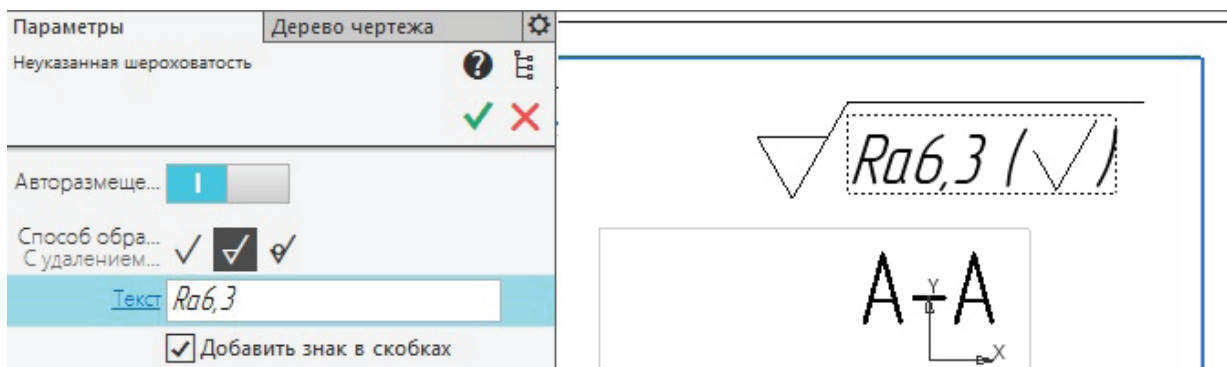 Параметры
Дерево чертежа
Неуказанная шероховатость
Авторазмеще...
Способ обра...
С удалением...
Текст Ra6,3
Добавить знак в скобках
Ra6,3 (√)
А-А
Y
X